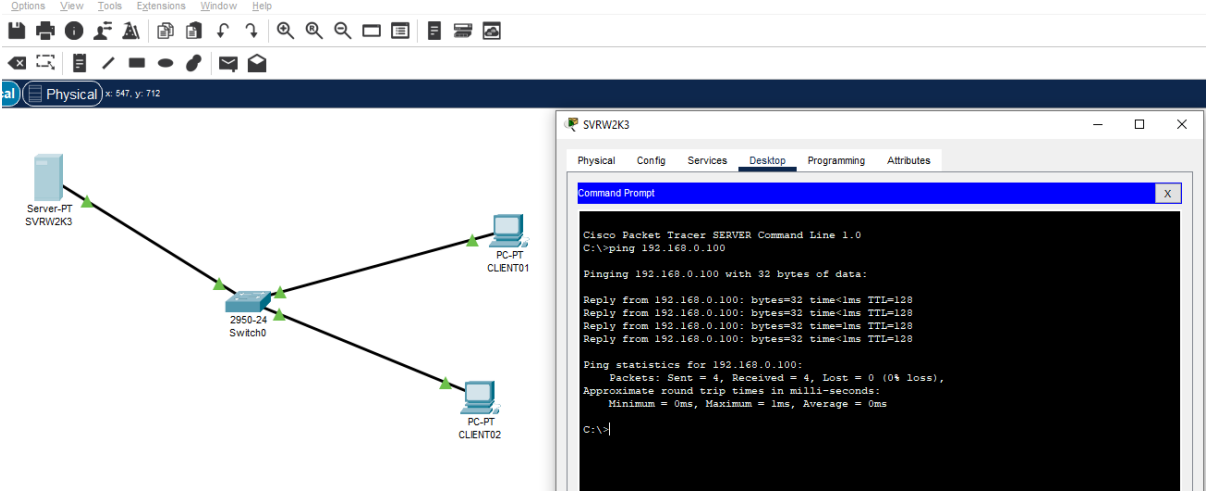 Options View Tools Extensions Window Help
cal Physical x: 547, y: 712
SVRW2K3
Physical Config Services Desktop Programming Attributes
Command Prompt
X
Cisco Packet Tracer SERVER Command Line 1.0
C:\>ping 192.168.0.100
Pinging 192.168.0.100 with 32 bytes of data:
Reply from 192.168.0.100: bytes=32 time<1ms TTL=128
Reply from 192.168.0.100: bytes=32 time<1ms TTL=128
Reply from 192.168.0.100: bytes=32 time=1ms TTL=128
Reply from 192.168.0.100: bytes=32 time<1ms TTL=128
Ping statistics for 192.168.0.100:
Packets: Sent = 4, Received = 4, Lost = 0 (0% loss),
Approximate round trip times in milli-seconds:
Minimum = 0ms, Maximum = 1ms, Average = 0ms
C:\>
Server-PT
SVRW2K3
PC-PT
CLIENT01
2950-24
Switch0
PC-PT
CLIENT02